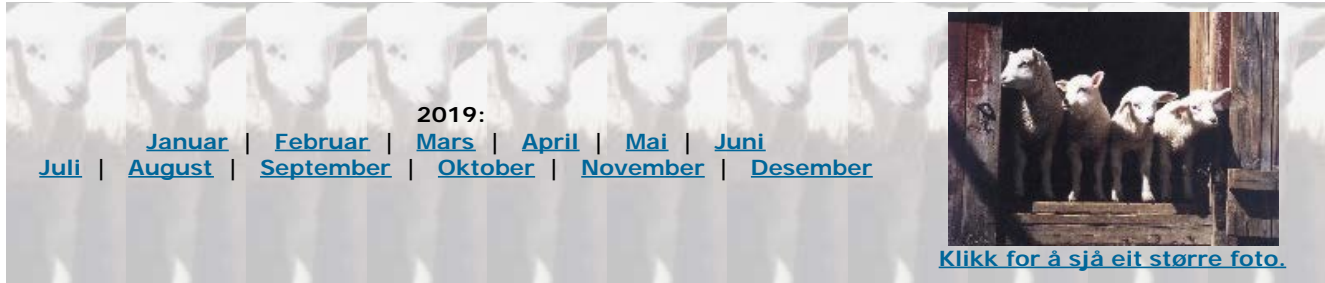 2019:
Januar | Februar | Mars | April | Mai | Juni
Juli | August | September | Oktober | November | Desember
Klikk for å sjå eit større foto.